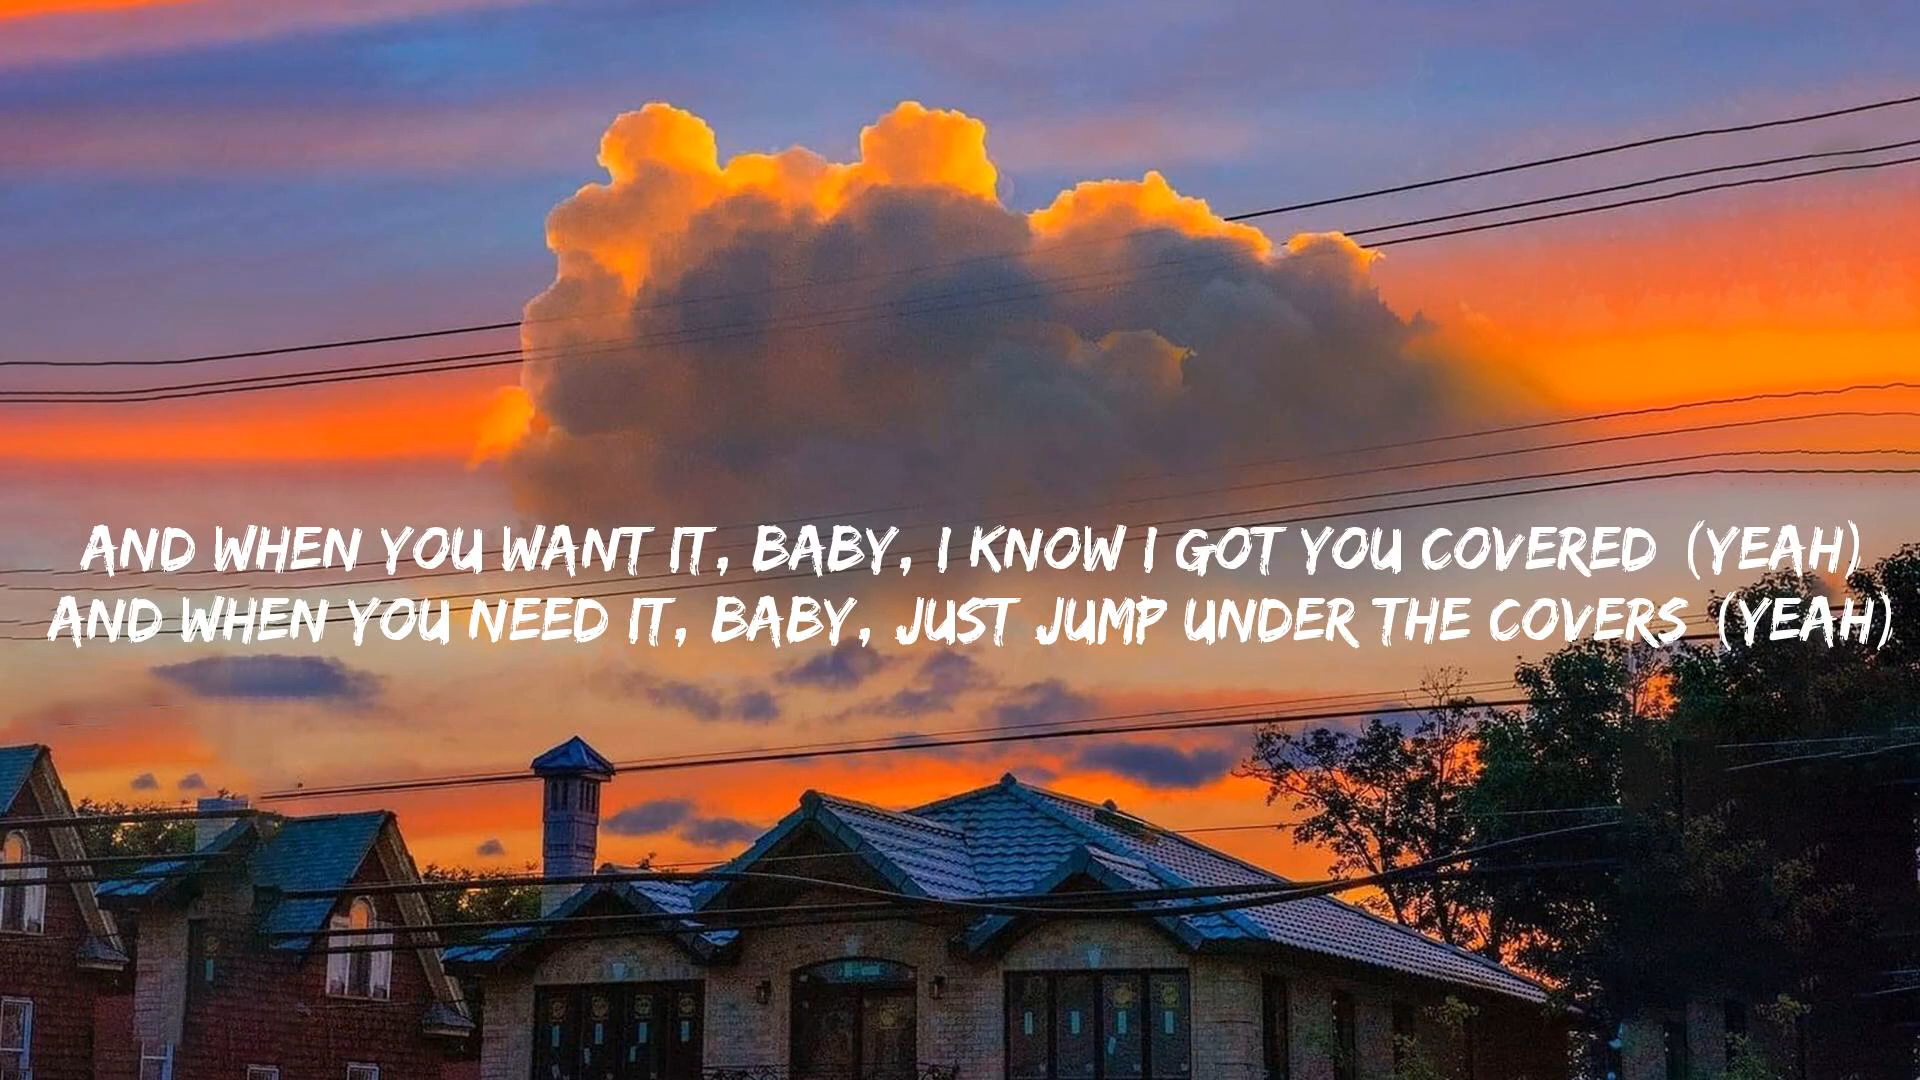 AND WHEN YOU WANT IT, BABY, I KNOW I GOT YOU COVERED (YEAH)
AND WHEN YOU NEED IT, BABY, JUST JUMP UNDER THE COVERS (YEAH)